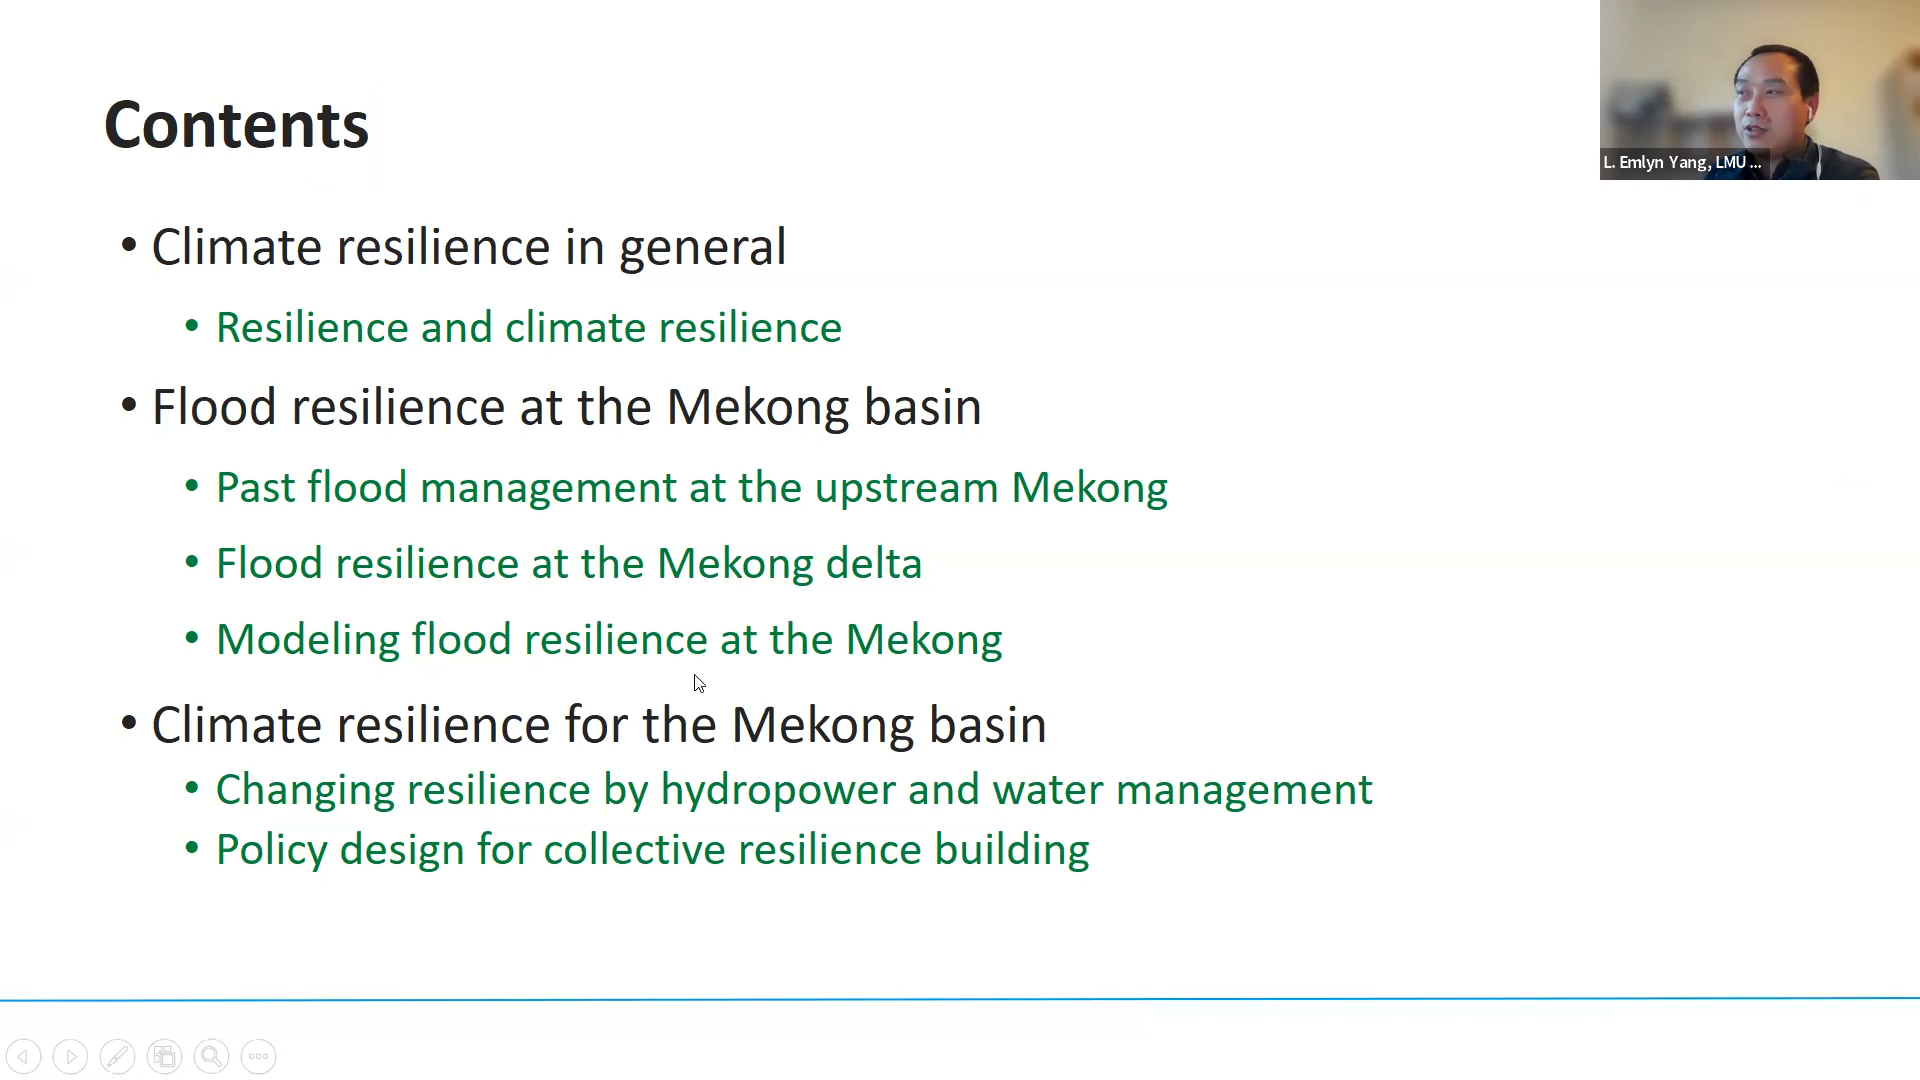 Contents
L. Emlyn Yang, LMU ...
• Climate resilience in general
• Resilience and climate resilience
• Flood resilience at the Mekong basin
• Past flood management at the upstream Mekong
• Flood resilience at the Mekong delta
• Modeling flood resilience at the Mekong
• Climate resilience for the Mekong basin
• Changing resilience by hydropower and water management
• Policy design for collective resilience building